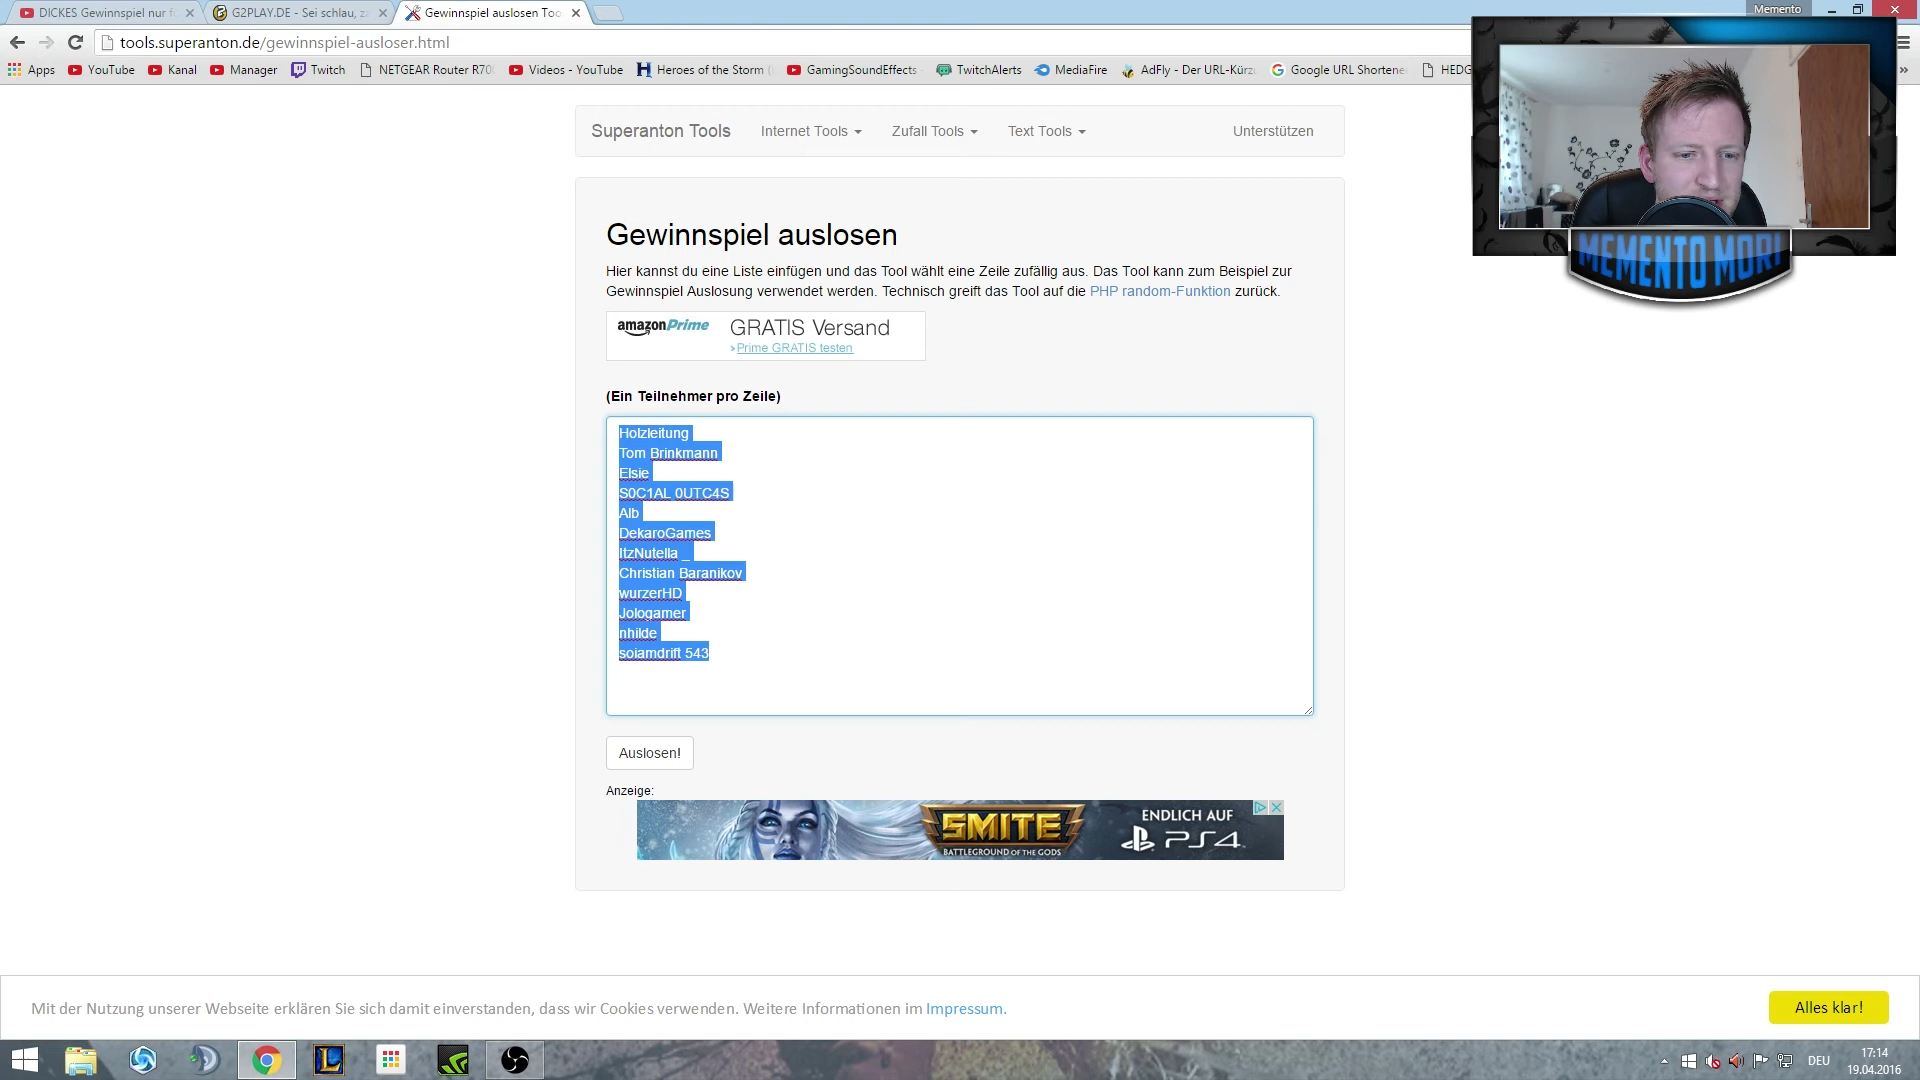 DICKES Gewinnspiel nur f
G2PLAY.DE - Sei schlau, za
Gewinnspiel auslosen Too
Memento
tools.superanton.de/gewinnspiel-ausloser.html
Apps
YouTube
Kanal
Manager
Twitch
NETGEAR Router R70
Videos - YouTube
Heroes of the Storm
GamingSoundEffects
TwitchAlerts
MediaFire
AdFly - Der URL-Kürz
Google URL Shortene
HEDG
Superanton Tools
Internet Tools
Zufall Tools
Text Tools
Unterstützen
MEMENTO MORI
Gewinnspiel auslosen
Hier kannst du eine Liste einfügen und das Tool wählt eine Zeile zufällig aus. Das Tool kann zum Beispiel zur
Gewinnspiel Auslosung verwendet werden. Technisch greift das Tool auf die PHP random-Funktion zurück.
amazonPrime
GRATIS Versand
›Prime GRATIS testen
(Ein Teilnehmer pro Zeile)
Holzleitung
Tom Brinkmann
Elsie
S0C1AL 0UTC4S
Alb
DekaroGames
ItzNutella _
Christian Baranikov
wurzerHD
Jologamer
nhilde
soiamdrift 543
Auslosen!
Anzeige:
SMITE
BATTLEGROUND OF THE GODS
ENDLICH AUF
PS4
Mit der Nutzung unserer Webseite erklären Sie sich damit einverstanden, dass wir Cookies verwenden. Weitere Informationen im Impressum.
Alles klar!
DEU
17:14
19.04.2016